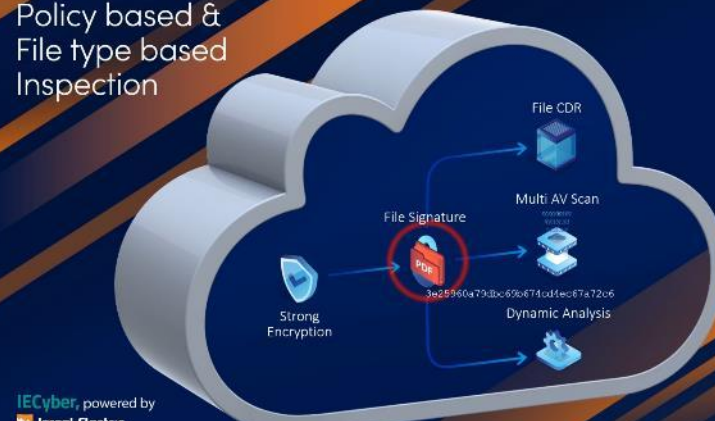 Policy based &
File type based
Inspection
File CDR
Multi AV Scan
File Signature
PDF
3e25960a79dbc69b674cd4ec67a72c6
Dynamic Analysis
Strong
Encryption
IECyber, powered by